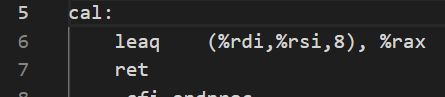 5 cal:
6 leaq (%rdi,%rsi,8), %rax
7 ret